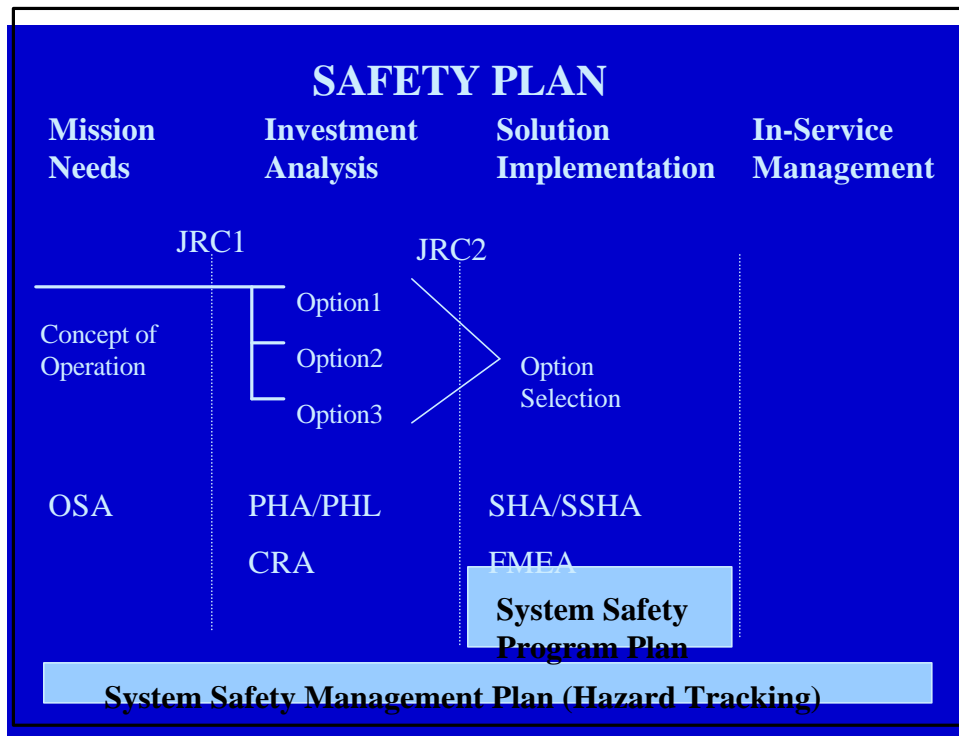 SAFETY PLAN
Mission
Needs
Investment
Analysis
Solution
Implementation
In-Service
Management
JRC1
JRC2
Concept of
Operation
Option1
Option2
Option3
Option
Selection
OSA
PHA/PHL
CRA
SHA/SSHA
FMEA
System Safety
Program Plan
System Safety Management Plan (Hazard Tracking)